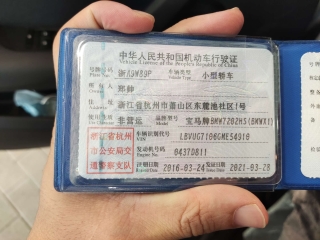 中华人民共和国机动车行驶证
Vehicle License of the People's Republic of China
号牌号码 浙A9W89P 车辆类型 小型轿车
Plate No. Vehicle Type
所有人 郑帅
Owner
住址 浙江省杭州市萧山区东麓池社区1号
Address
使用性质 非营运 品牌型号 宝马牌BMW7202HS(BMWX1)
Use Character Model
浙江省杭州 车辆识别代号 LBVUG7106GME54910
VIN
市公安局交 发动机号码 04370811
Engine No.
通警察支队 注册日期 2016-03-24 发证日期 2021-03-28
Register Date Issue Date